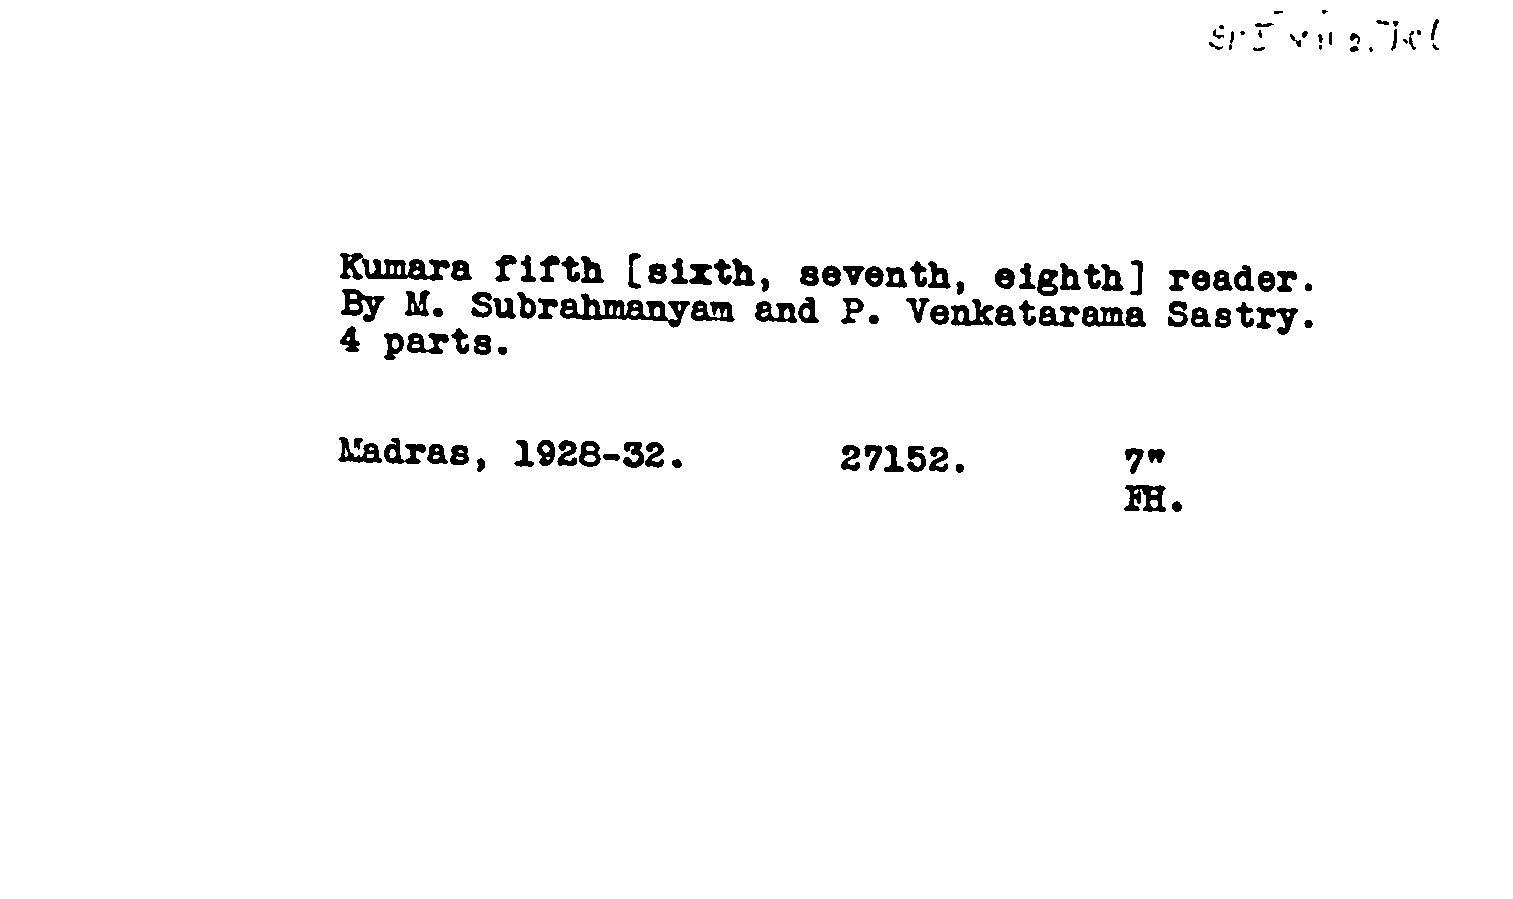 Kumara fifth [sixth, seventh, eighth] reader.
By M. Subrahmanyam and P. Venkatarama Sastry.
4 parts.
Madras, 1928-32. 27152. 7"
FH.